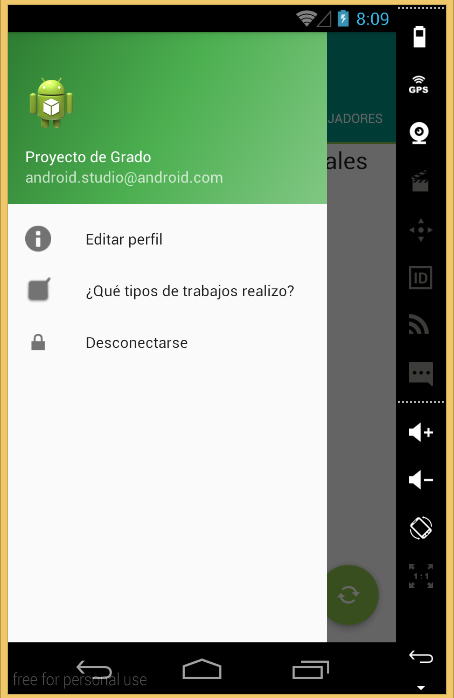 8:09
GPS
JADORES
ales
Proyecto de Grado
android.studio@android.com
Editar perfil
¿Qué tipos de trabajos realizo?
Desconectarse
ID
1:1
free for personal use